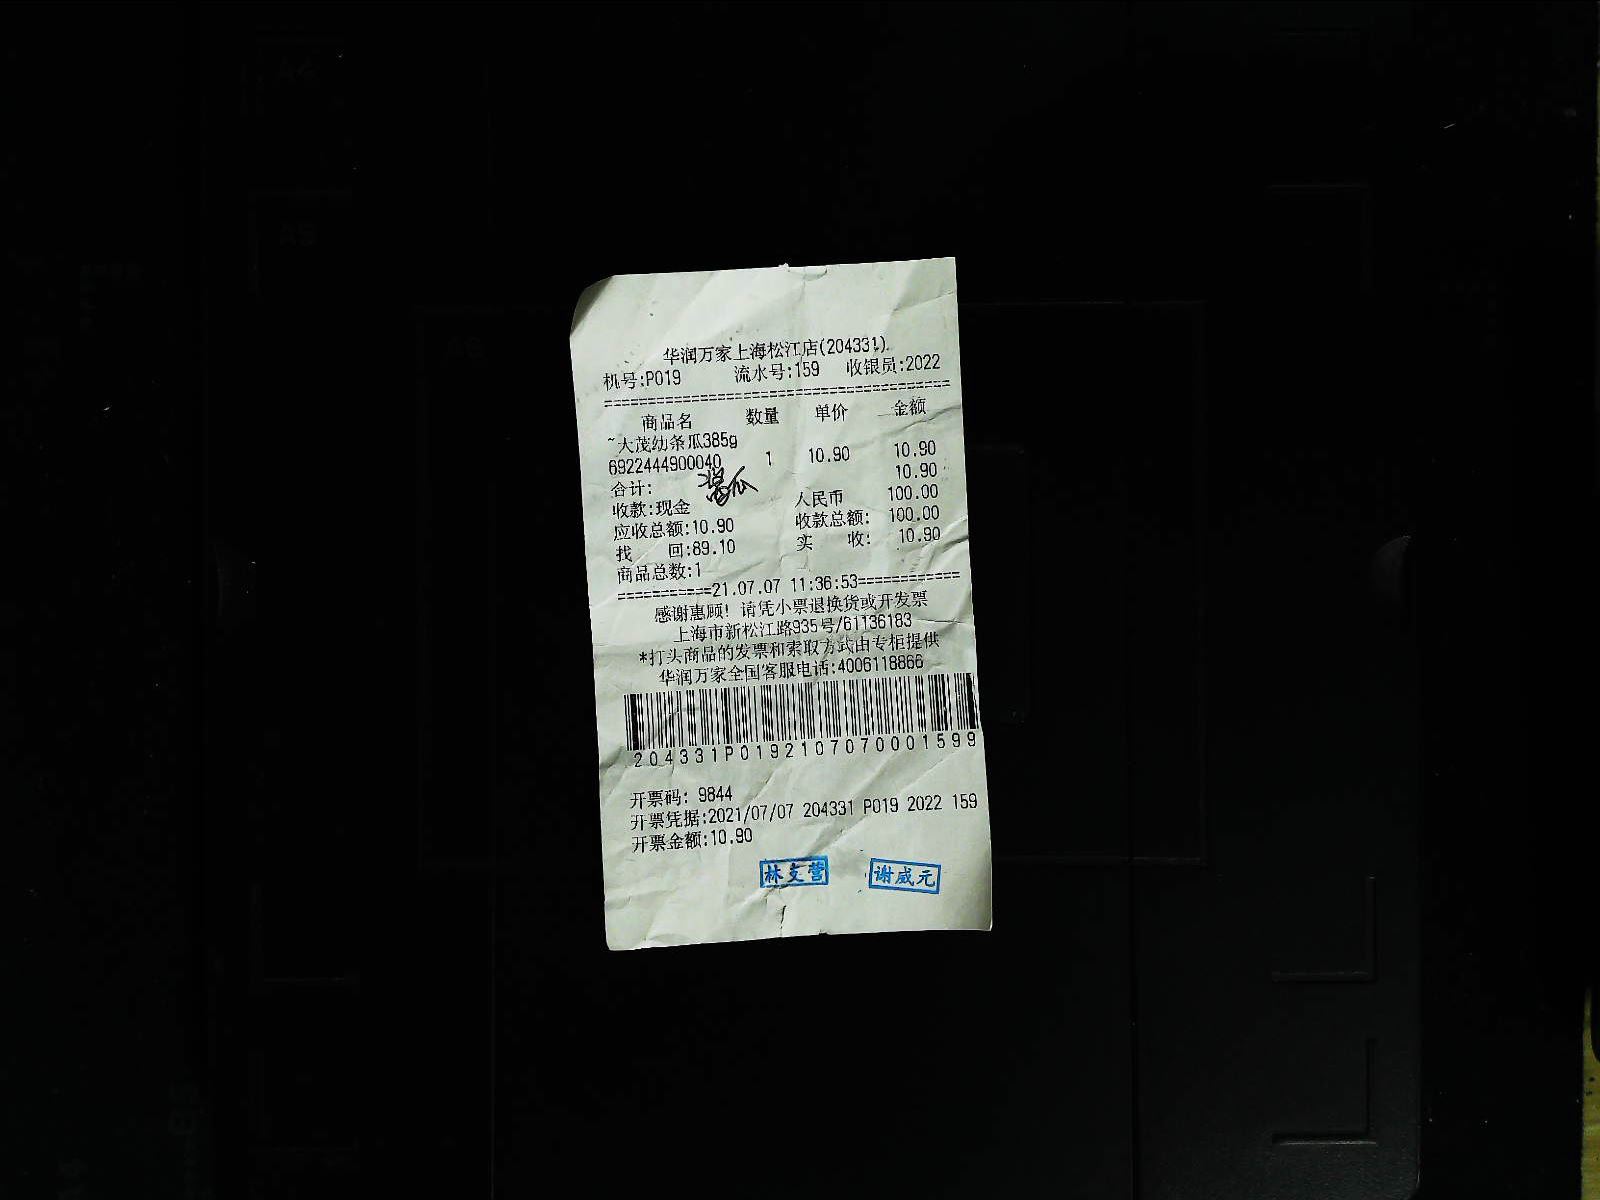 华润万家上海松江店(204331)
机号:P019 流水号:159 收银员:2022
========================================
商品名 数量 单价 金额
~大茂幼条瓜385g
6922444900040 1 10.90 10.90
合计: 10.90
酱瓜
收款:现金 人民币 100.00
应收总额:10.90 收款总额: 100.00
找 回:89.10 实 收: 10.90
商品总数:1
===========21.07.07 11:36:53============
感谢惠顾! 请凭小票退换货或开发票
上海市新松江路935号/61136183
*打头商品的发票和索取方式由专柜提供
华润万家全国客服电话:4006118866
204331P0192107070001599
开票码: 9844
开票凭据:2021/07/07 204331 P019 2022 159
开票金额:10.90
林支营 谢威元
A5
A6